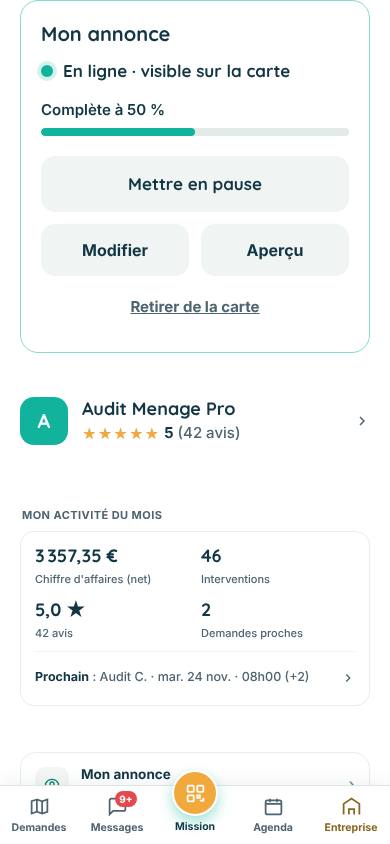 Mon annonce
En ligne · visible sur la carte
Complète à 50 %
Mettre en pause
Modifier
Aperçu
Retirer de la carte
A
Audit Menage Pro
★★★★★ 5 (42 avis)
MON ACTIVITÉ DU MOIS
3 357,35 €
46
Chiffre d'affaires (net)
Interventions
5,0 ★
2
42 avis
Demandes proches
Prochain : Audit C. · mar. 24 nov. · 08h00 (+2)
Mon annonce
9+
Demandes
Messages
Mission
Agenda
Entreprise